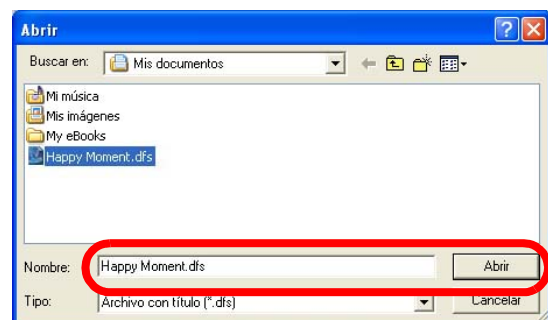 Abrir
Buscar en: Mis documentos
Mi música
Mis imágenes
My eBooks
Happy Moment.dfs
Nombre: Happy Moment.dfs Abrir
Tipo: Archivo con título (*.dfs) Cancelar